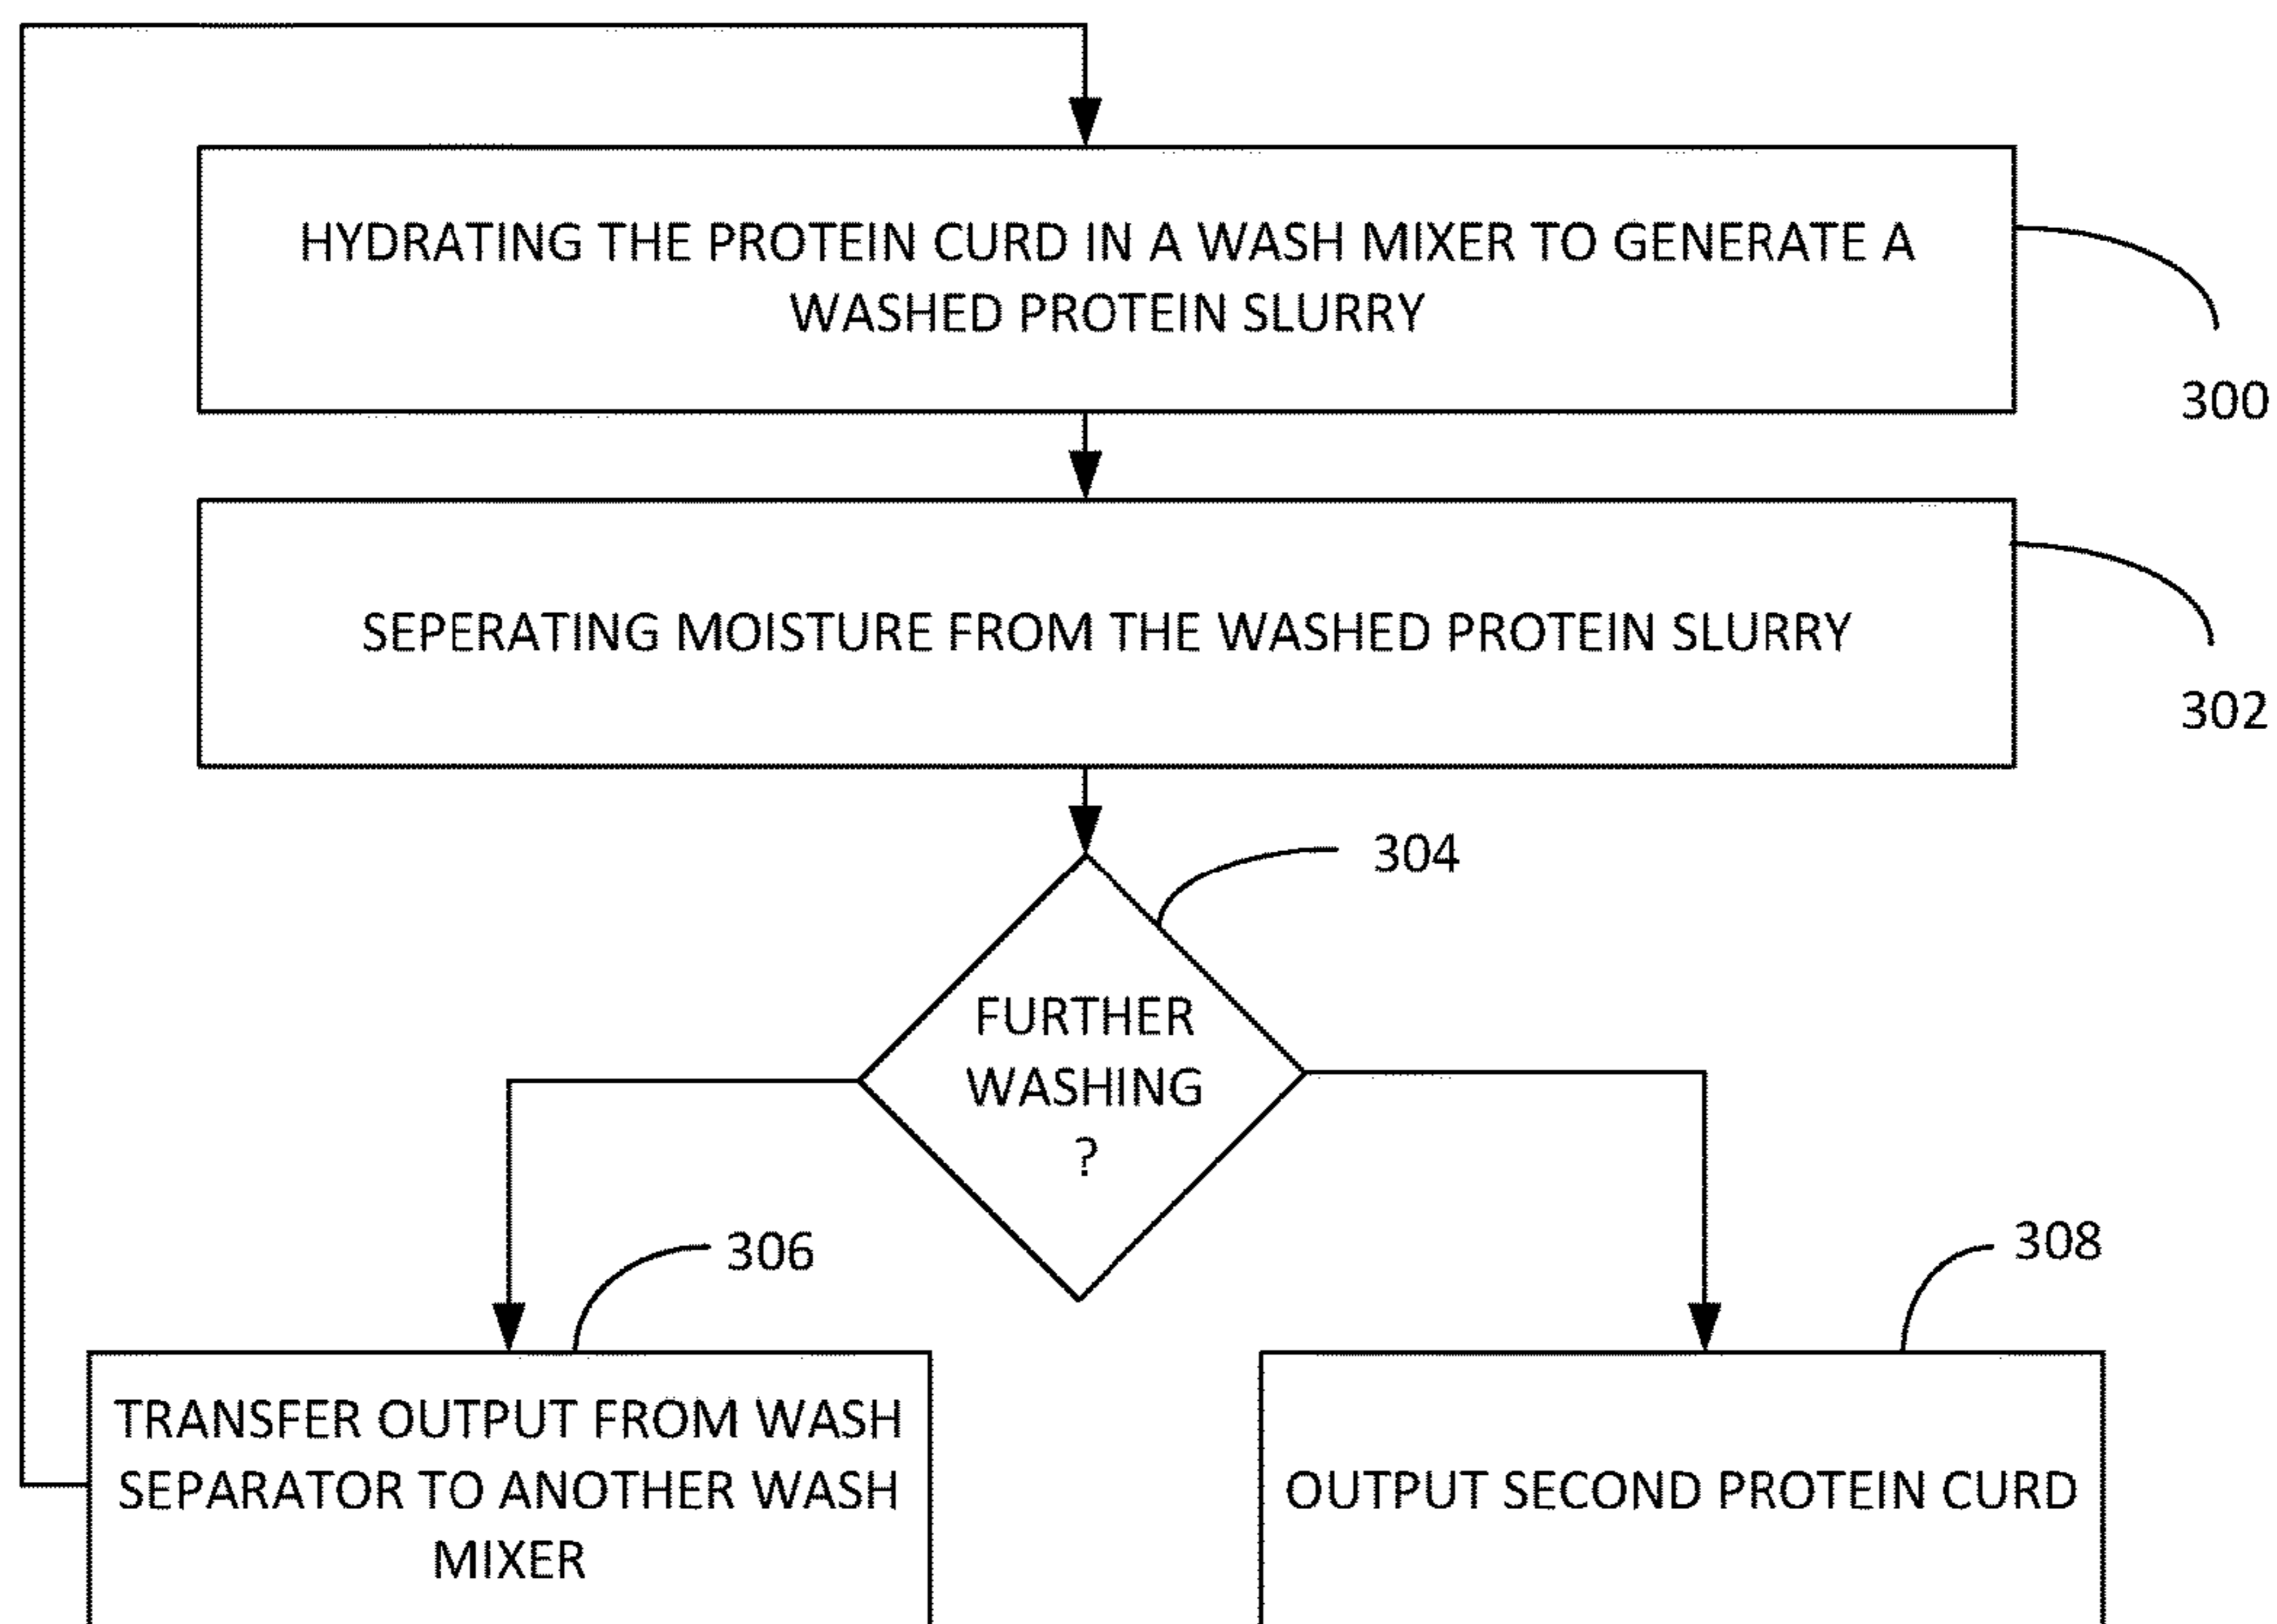 HYDRATING THE PROTEIN CURD IN A WASH MIXER TO GENERATE A
WASHED PROTEIN SLURRY
300
SEPERATING MOISTURE FROM THE WASHED PROTEIN SLURRY
302
304
FURTHER
WASHING
?
306
308
TRANSFER OUTPUT FROM WASH
SEPARATOR TO ANOTHER WASH
MIXER
OUTPUT SECOND PROTEIN CURD